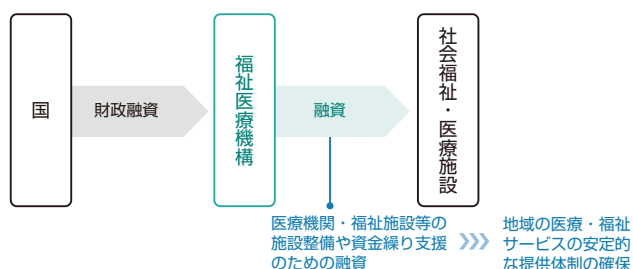 国
財政融資
福祉医療機構
融資
社会福祉・医療施設
医療機関・福祉施設等の
施設整備や資金繰り支援
のための融資
地域の医療・福祉
サービスの安定的
な提供体制の確保